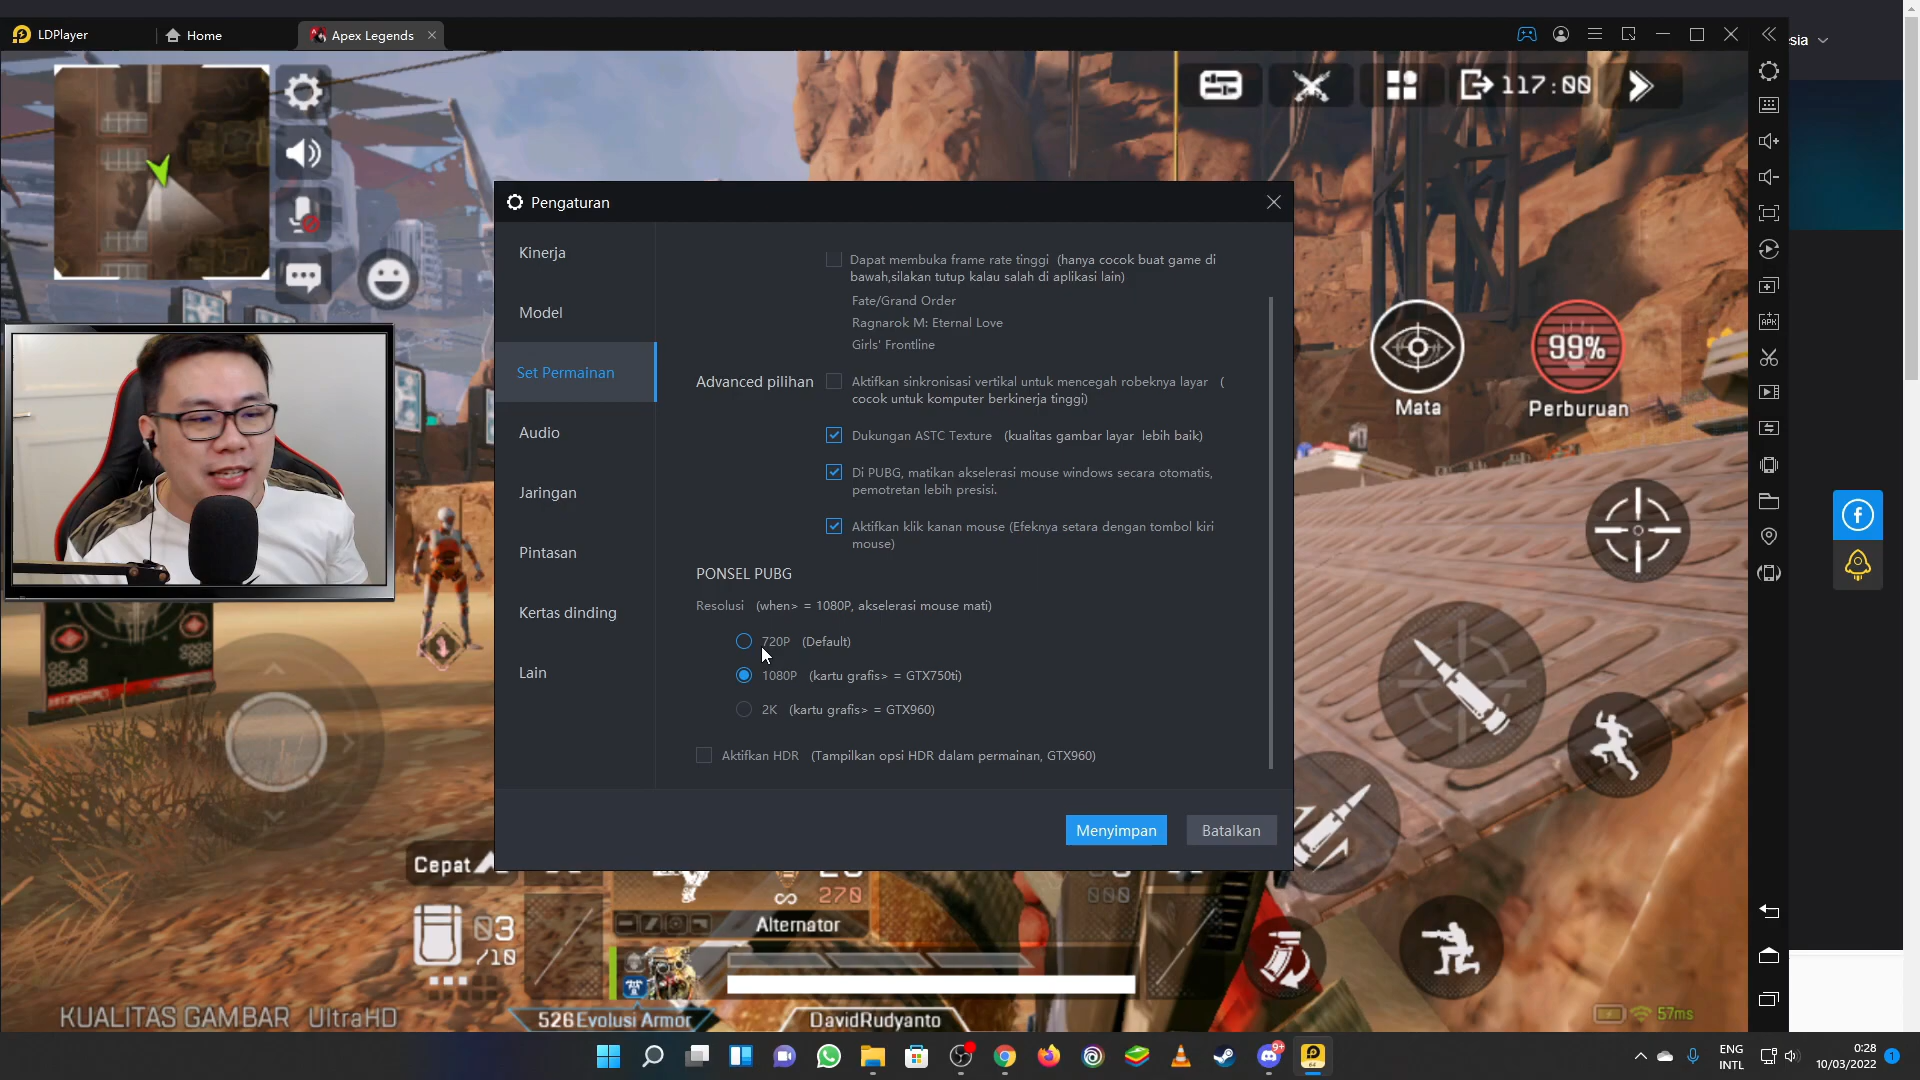 LDPlayer
Home
Apex Legends
sia
117:00
Pengaturan
Kinerja
Model
Set Permainan
Audio
Jaringan
Pintasan
Kertas dinding
Lain
Dapat membuka frame rate tinggi (hanya cocok buat game di
bawah,silakan tutup kalau salah di aplikasi lain)
Fate/Grand Order
Ragnarok M: Eternal Love
Girls' Frontline
Advanced pilihan
Aktifkan sinkronisasi vertikal untuk mencegah robeknya layar (
cocok untuk komputer berkinerja tinggi)
Dukungan ASTC Texture (kualitas gambar layar lebih baik)
Di PUBG, matikan akselerasi mouse windows secara otomatis,
pemotretan lebih presisi.
Aktifkan klik kanan mouse (Efeknya setara dengan tombol kiri
mouse)
PONSEL PUBG
Resolusi (when> = 1080P, akselerasi mouse mati)
720P (Default)
1080P (kartu grafis> = GTX750ti)
2K (kartu grafis> = GTX960)
Aktifkan HDR (Tampilkan opsi HDR dalam permainan, GTX960)
Menyimpan
Batalkan
Mata
99%
Perburuan
APK
Cepat
270
000
03
/10
Alternator
KUALITAS GAMBAR UltraHD
526 Evolusi Armor
DavidRudyanto
57ms
9+
64
ENG
INTL
0:28
10/03/2022
1